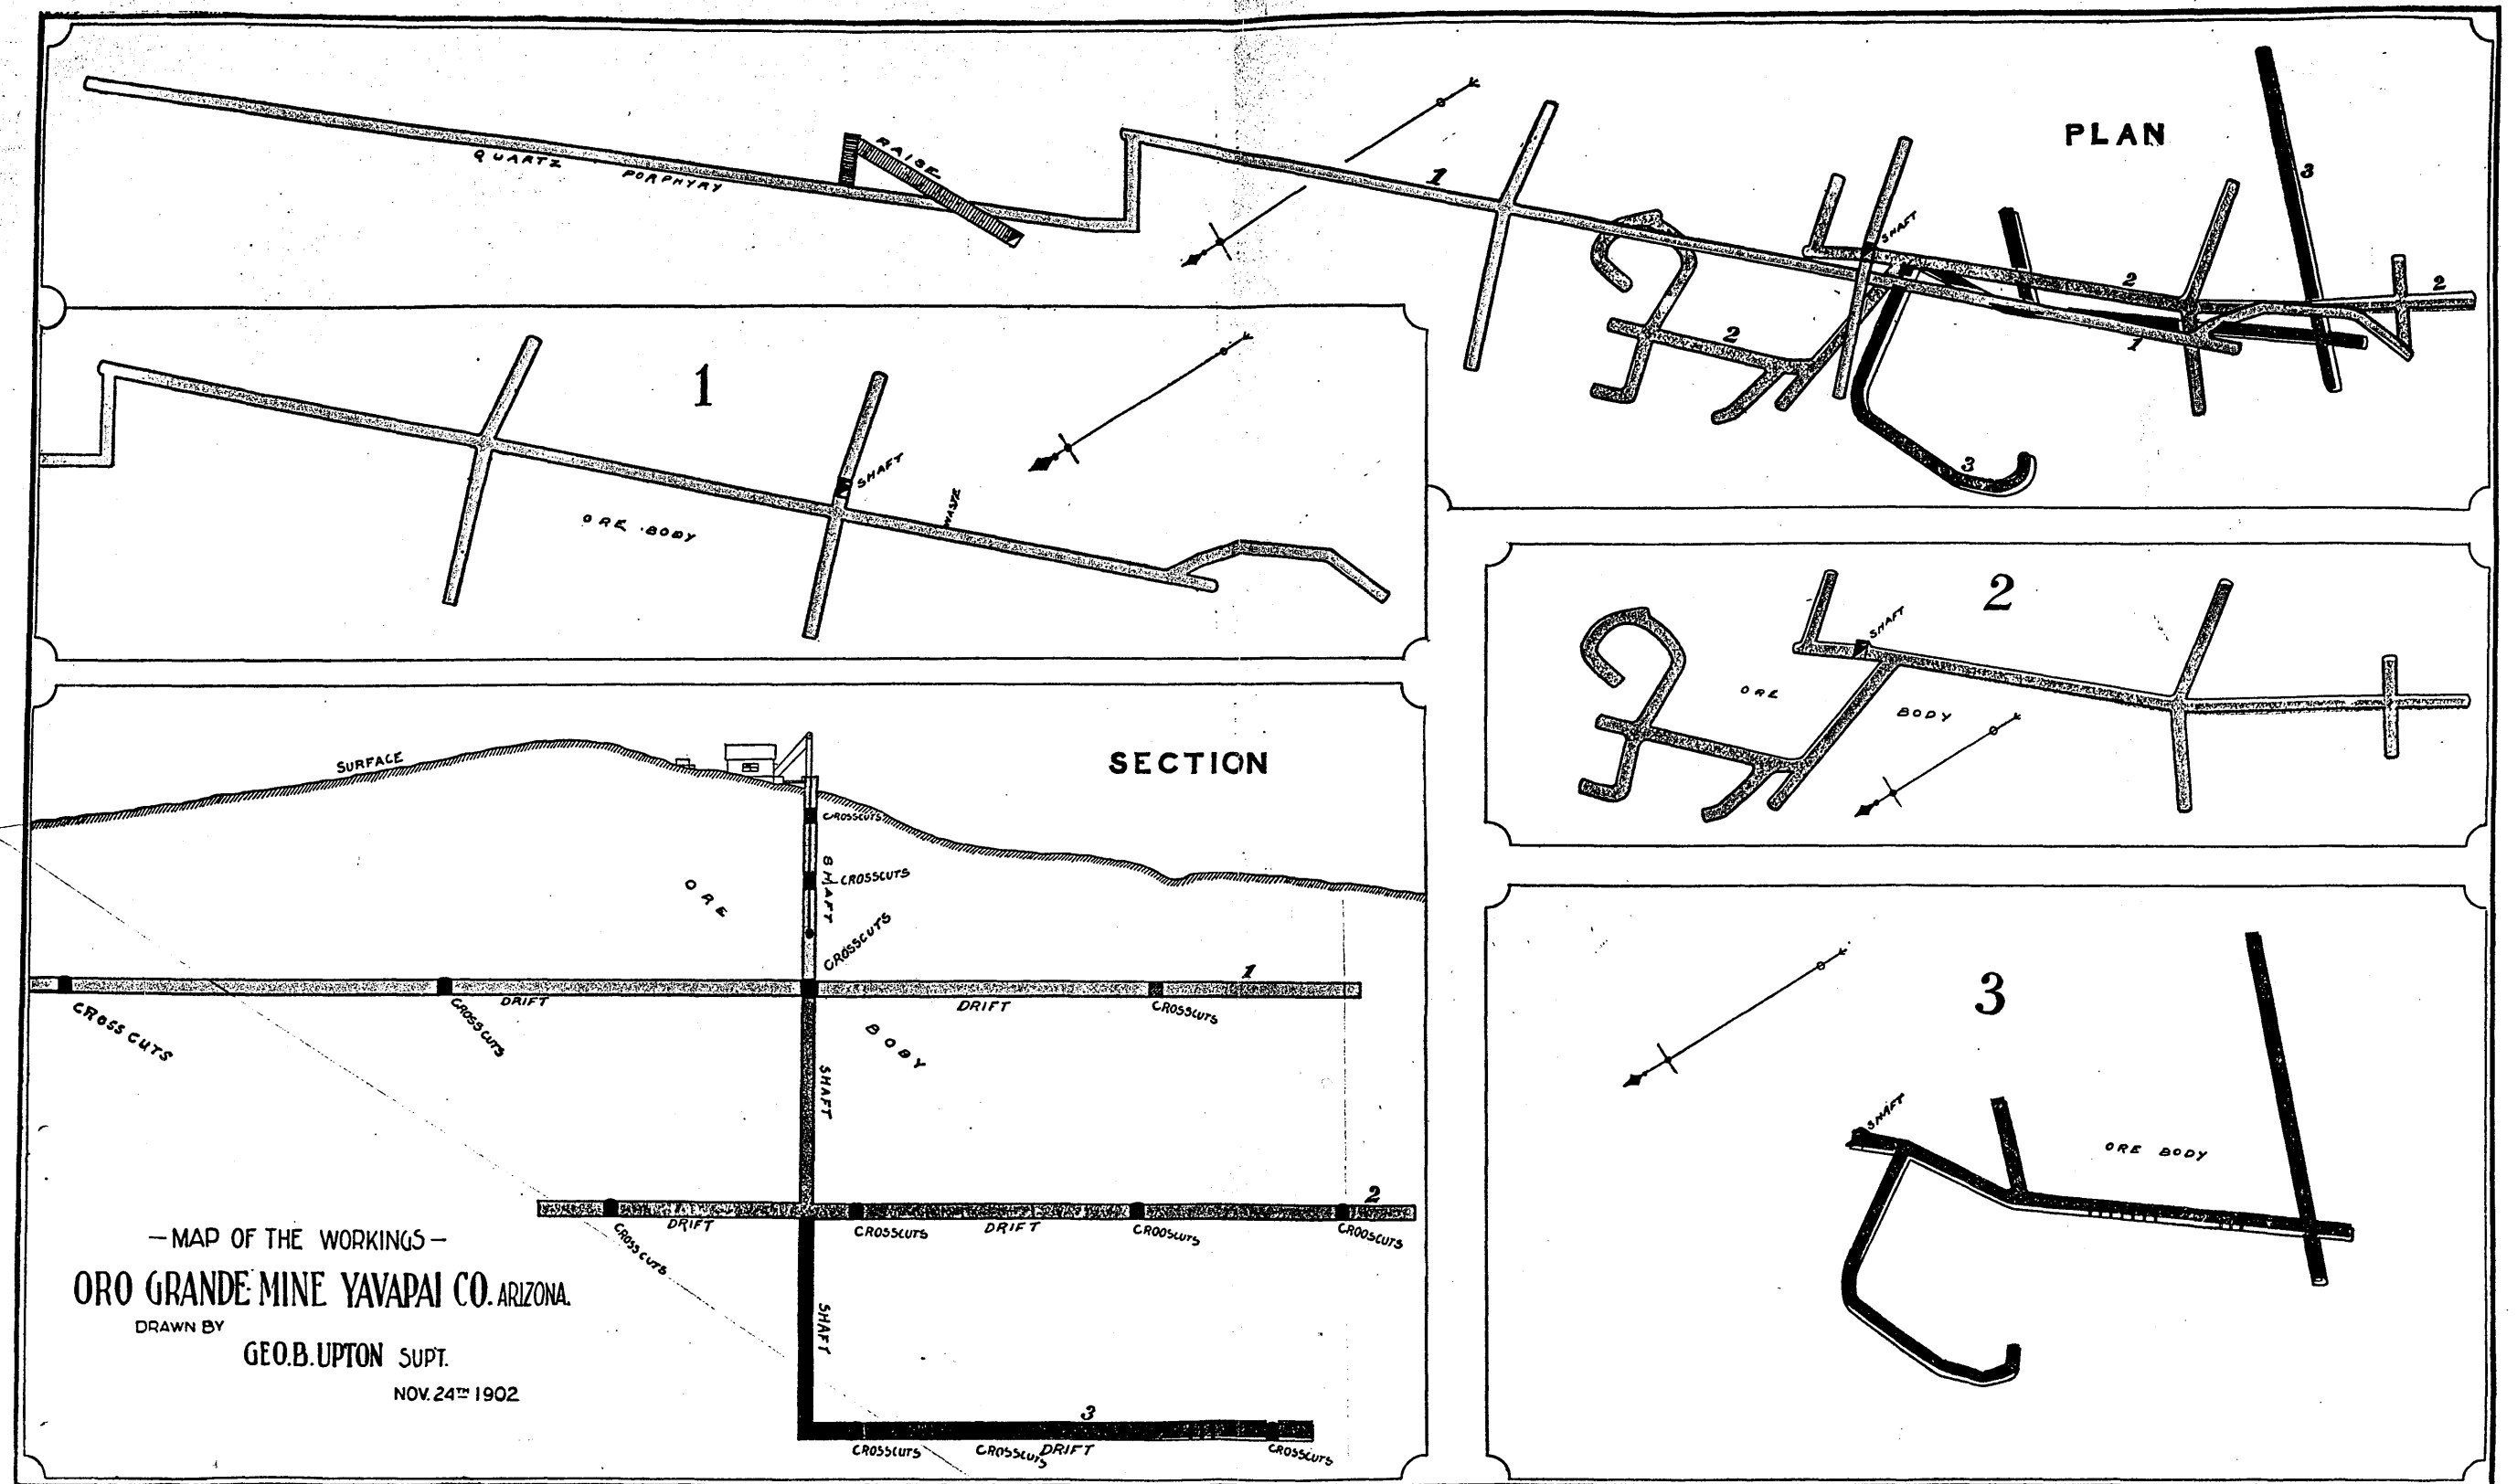 PLAN
QUARTZ PORPHYRY
RAISE
1
SHAFT
3
2
2
2
1
3
1
SHAFT
WASTE
ORE BODY
2
SHAFT
ORE BODY
SECTION
SURFACE
CROSSCUTS
SHAFT
CROSSCUTS
CROSSCUTS
ORE
BODY
1
CROSSCUTS
CROSSCUTS
DRIFT
DRIFT
CROSSCUTS
SHAFT
2
CROSSCUTS
DRIFT
CROSSCUTS
DRIFT
CROOSCUTS
CROOSCUTS
SHAFT
3
CROSSCUTS
CROSSCUTS
DRIFT
CROSSCUTS
3
SHAFT
ORE BODY
—MAP OF THE WORKINGS—
ORO GRANDE MINE YAVAPAI CO. ARIZONA.
DRAWN BY
GEO. B. UPTON SUPT.
NOV. 24TH 1902